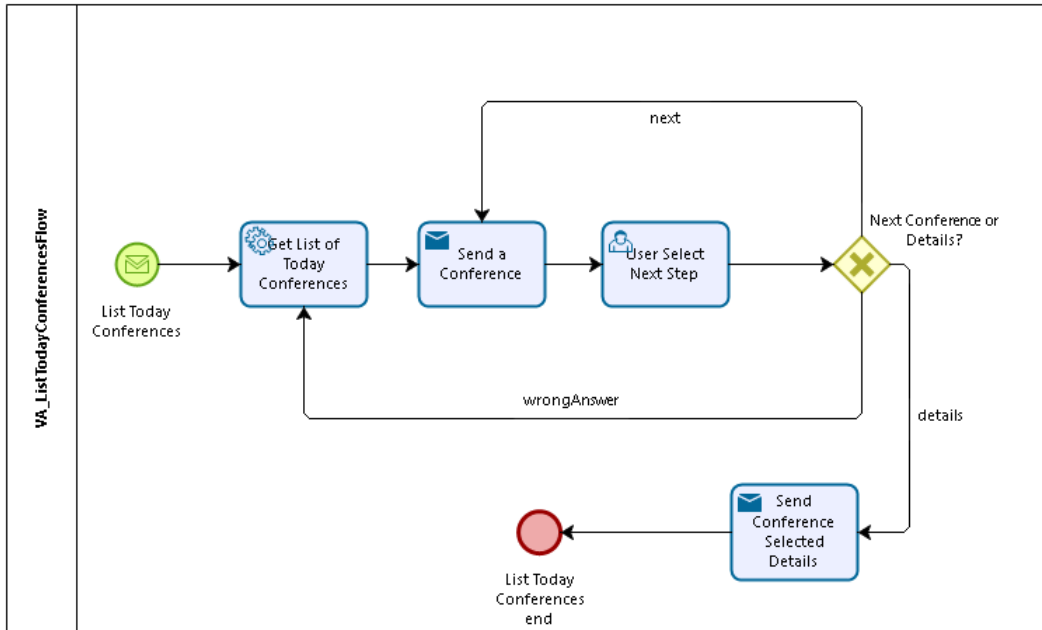 VA_ListTodayConferencesFlow
next
Next Conference or
Details?
Get List of
Today
Conferences
Send a
Conference
User Select
Next Step
List Today
Conferences
wrongAnswer
details
Send
Conference
Selected
Details
List Today
Conferences
end